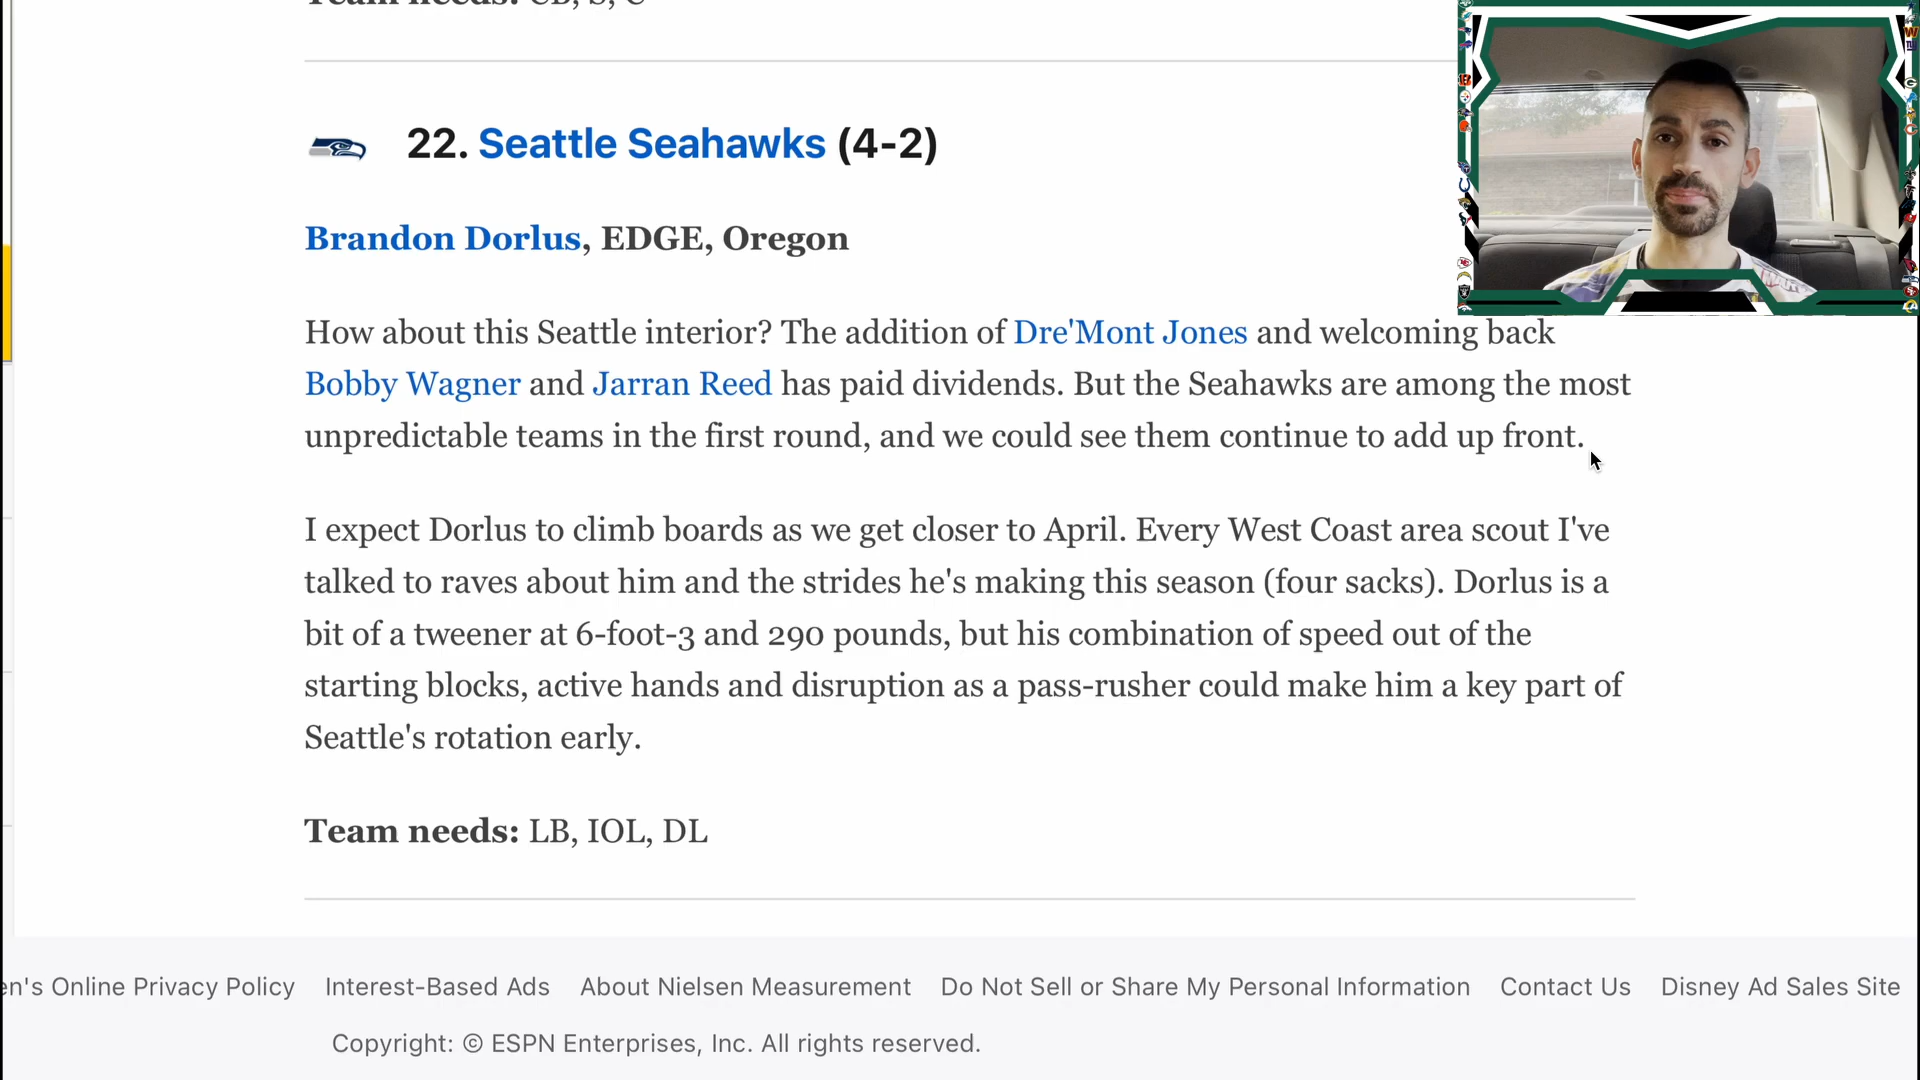 Team needs: CB, S, C
22. Seattle Seahawks (4-2)
Brandon Dorlus, EDGE, Oregon
How about this Seattle interior? The addition of Dre'Mont Jones and welcoming back
Bobby Wagner and Jarran Reed has paid dividends. But the Seahawks are among the most
unpredictable teams in the first round, and we could see them continue to add up front.
I expect Dorlus to climb boards as we get closer to April. Every West Coast area scout I've
talked to raves about him and the strides he's making this season (four sacks). Dorlus is a
bit of a tweener at 6-foot-3 and 290 pounds, but his combination of speed out of the
starting blocks, active hands and disruption as a pass-rusher could make him a key part of
Seattle's rotation early.
Team needs: LB, IOL, DL
en's Online Privacy Policy Interest-Based Ads About Nielsen Measurement Do Not Sell or Share My Personal Information Contact Us Disney Ad Sales Site
Copyright: © ESPN Enterprises, Inc. All rights reserved.